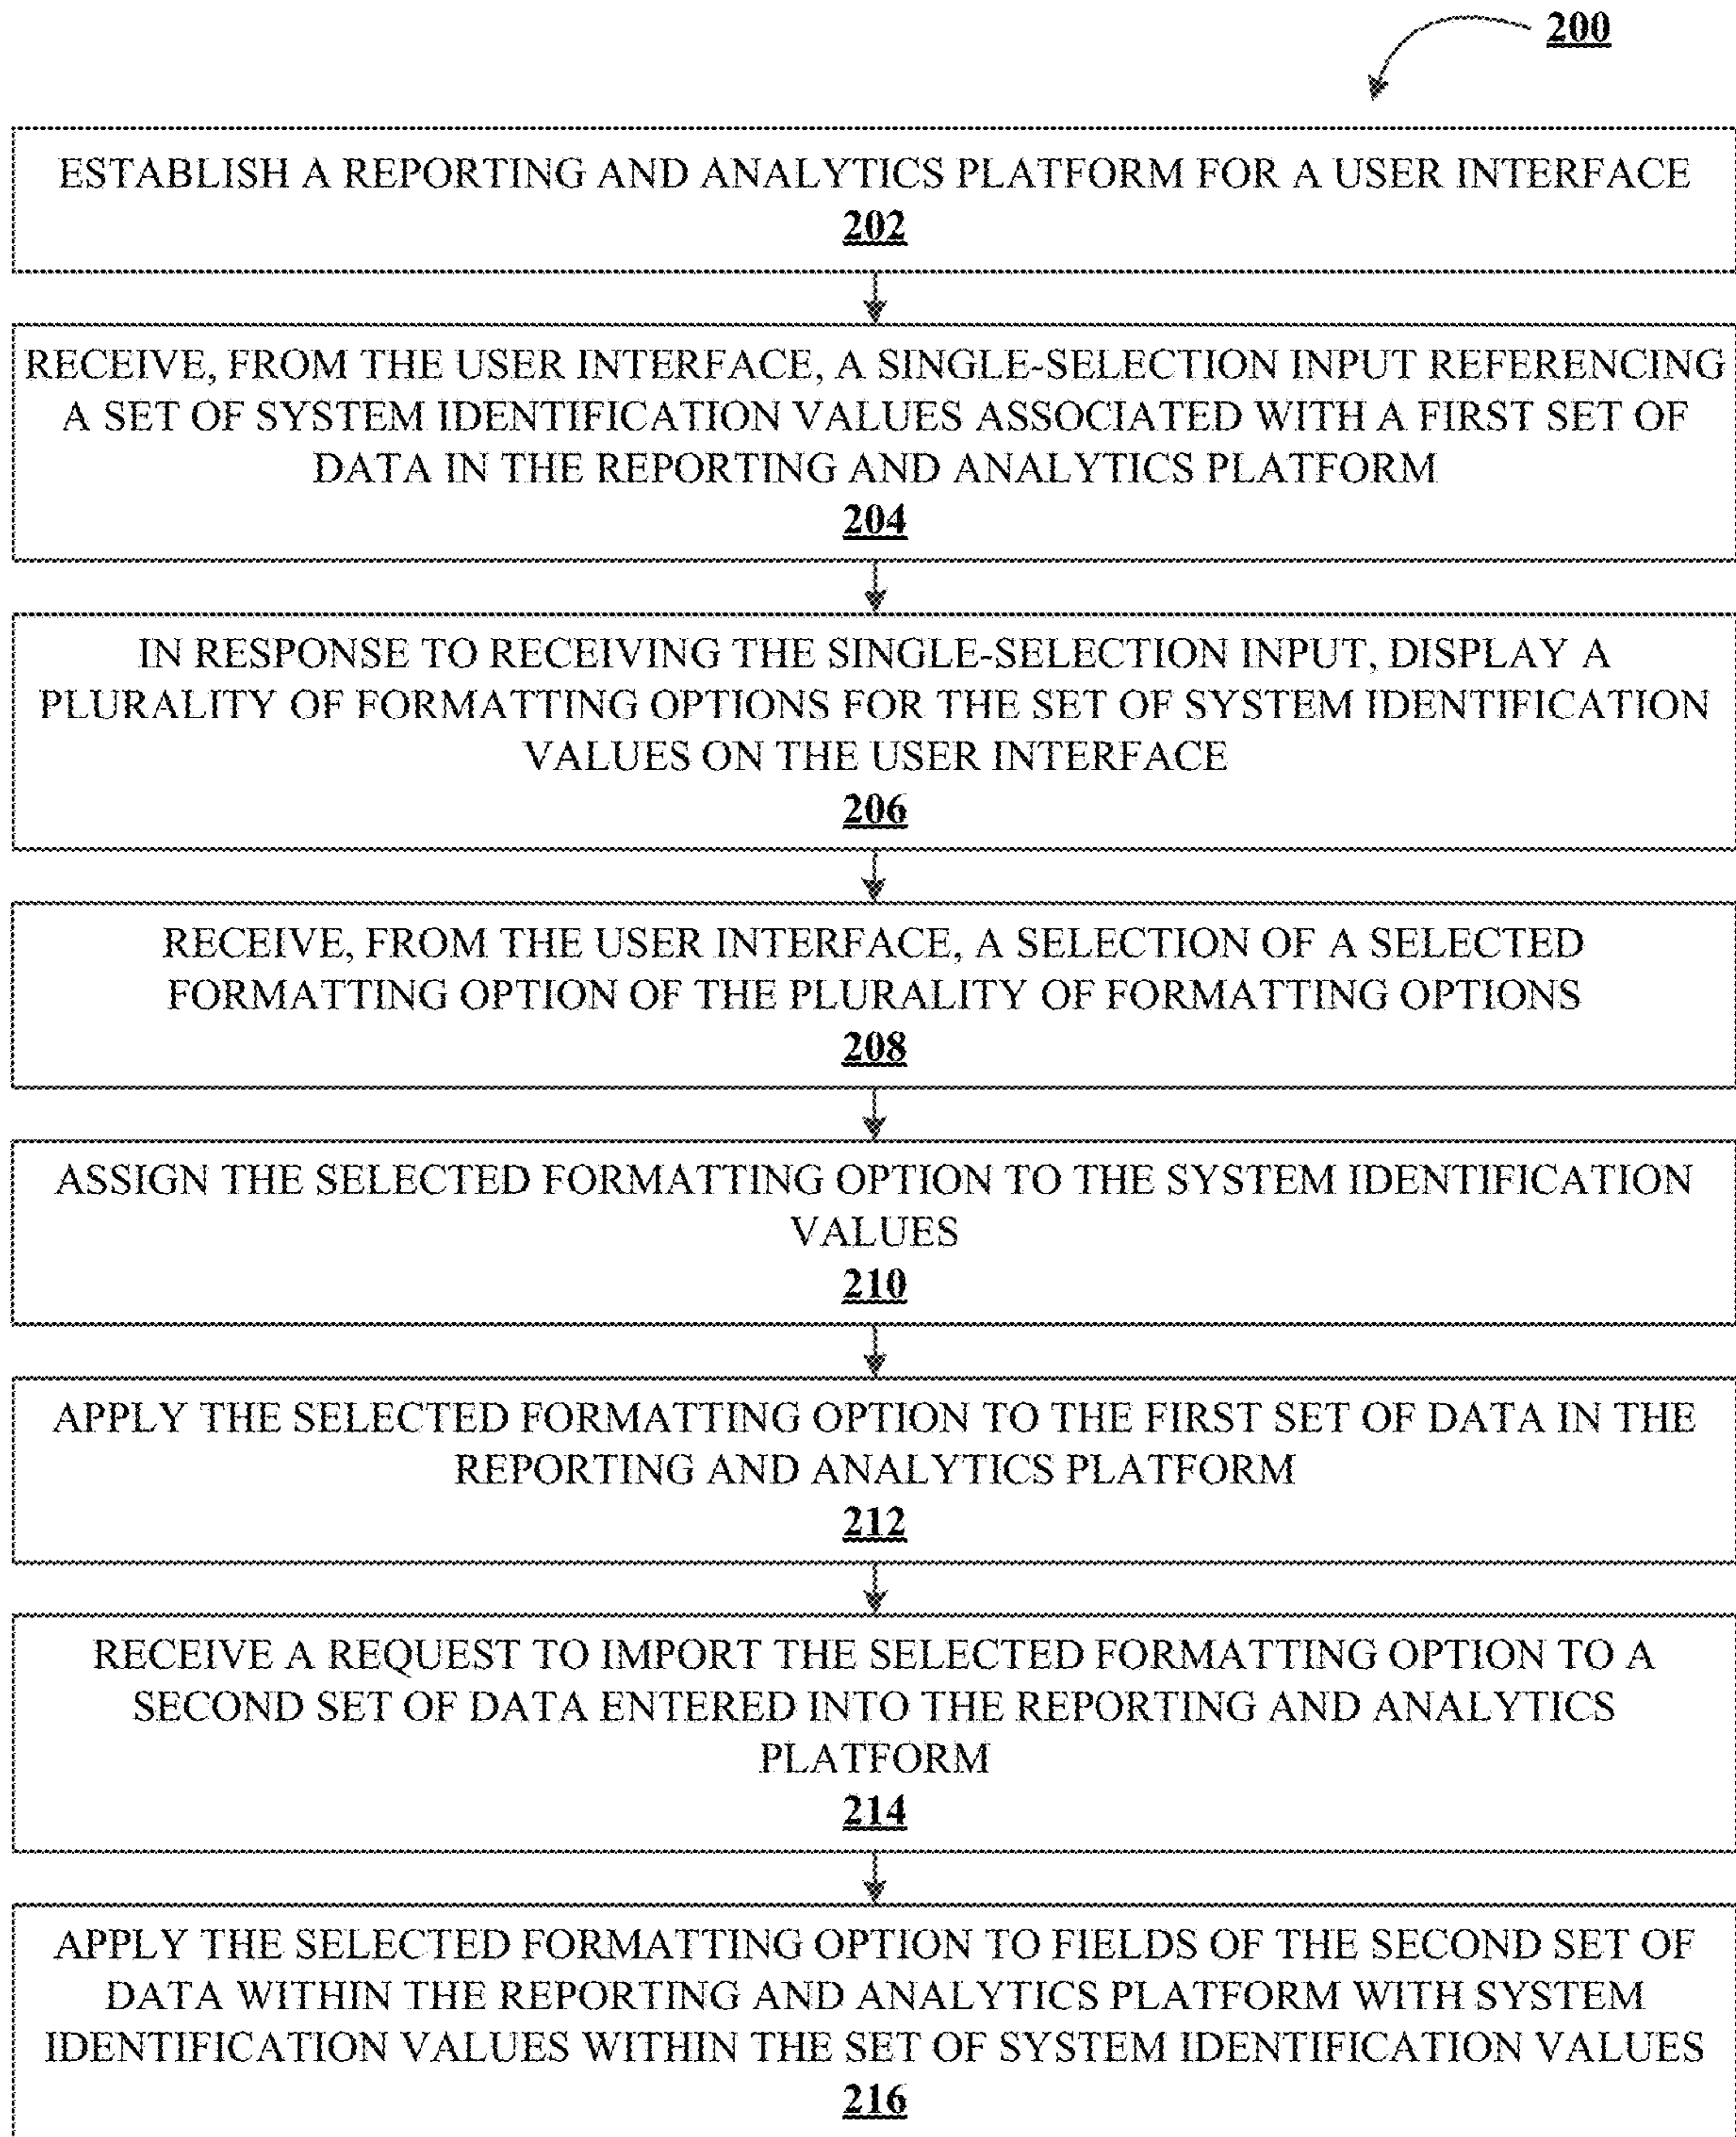 200
ESTABLISH A REPORTING AND ANALYTICS PLATFORM FOR A USER INTERFACE
202
RECEIVE, FROM THE USER INTERFACE, A SINGLE-SELECTION INPUT REFERENCING
A SET OF SYSTEM IDENTIFICATION VALUES ASSOCIATED WITH A FIRST SET OF
DATA IN THE REPORTING AND ANALYTICS PLATFORM
204
IN RESPONSE TO RECEIVING THE SINGLE-SELECTION INPUT, DISPLAY A
PLURALITY OF FORMATTING OPTIONS FOR THE SET OF SYSTEM IDENTIFICATION
VALUES ON THE USER INTERFACE
206
RECEIVE, FROM THE USER INTERFACE, A SELECTION OF A SELECTED
FORMATTING OPTION OF THE PLURALITY OF FORMATTING OPTIONS
208
ASSIGN THE SELECTED FORMATTING OPTION TO THE SYSTEM IDENTIFICATION
VALUES
210
APPLY THE SELECTED FORMATTING OPTION TO THE FIRST SET OF DATA IN THE
REPORTING AND ANALYTICS PLATFORM
212
RECEIVE A REQUEST TO IMPORT THE SELECTED FORMATTING OPTION TO A
SECOND SET OF DATA ENTERED INTO THE REPORTING AND ANALYTICS
PLATFORM
214
APPLY THE SELECTED FORMATTING OPTION TO FIELDS OF THE SECOND SET OF
DATA WITHIN THE REPORTING AND ANALYTICS PLATFORM WITH SYSTEM
IDENTIFICATION VALUES WITHIN THE SET OF SYSTEM IDENTIFICATION VALUES
216